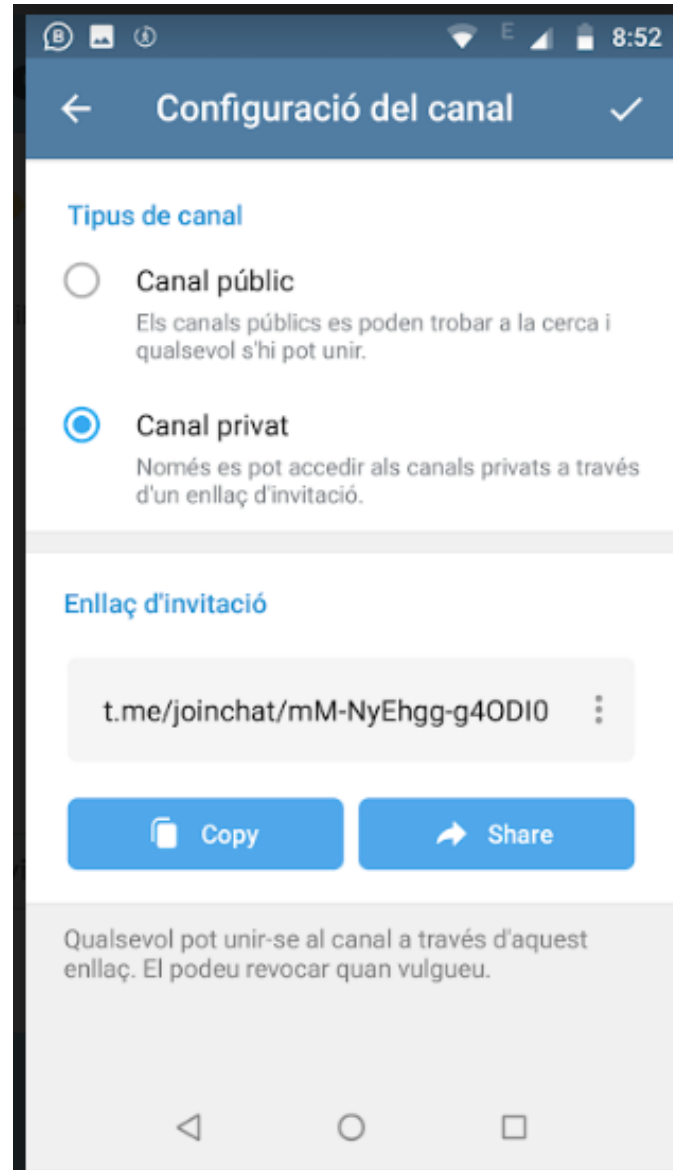 B E 8:52
Configuració del canal
Tipus de canal
Canal públic
Els canals públics es poden trobar a la cerca i
qualsevol s'hi pot unir.
Canal privat
Només es pot accedir als canals privats a través
d'un enllaç d'invitació.
Enllaç d'invitació
t.me/joinchat/mM-NyEhgg-g4ODI0
Copy Share
Qualsevol pot unir-se al canal a través d'aquest
enllaç. El podeu revocar quan vulgueu.